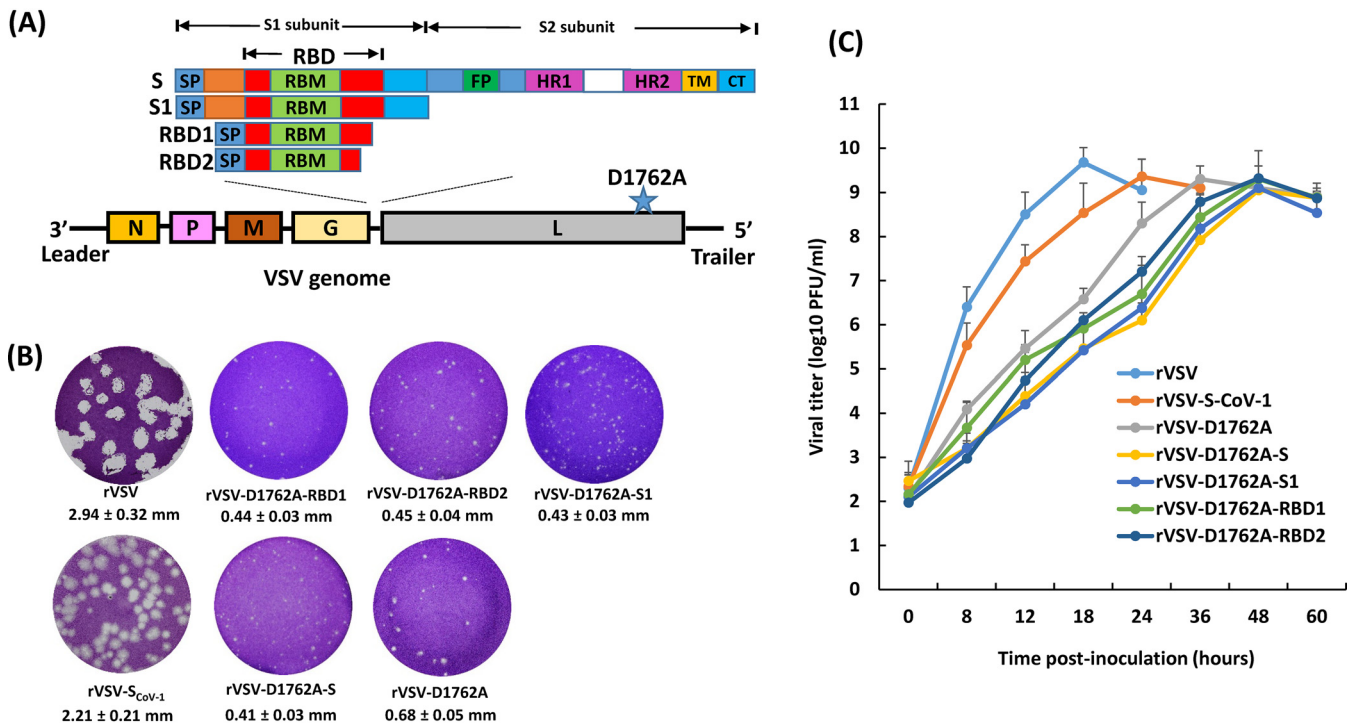 (A)
S1 subunit
S2 subunit
RBD
S SP RBM FP HR1 HR2 TM CT
S1 SP RBM
RBD1 SP RBM
RBD2 SP RBM
D1762A
3’ N P M G L 5’
Leader
Trailer
VSV genome
(B)
rVSV
2.94 ± 0.32 mm
rVSV-D1762A-RBD1
0.44 ± 0.03 mm
rVSV-D1762A-RBD2
0.45 ± 0.04 mm
rVSV-D1762A-S1
0.43 ± 0.03 mm
rVSV-SCoV-1
2.21 ± 0.21 mm
rVSV-D1762A-S
0.41 ± 0.03 mm
rVSV-D1762A
0.68 ± 0.05 mm
(C)
Viral titer (log10 PFU/ml)
11
10
9
8
7
6
5
4
3
2
1
0
rVSV
rVSV-S-CoV-1
rVSV-D1762A
rVSV-D1762A-S
rVSV-D1762A-S1
rVSV-D1762A-RBD1
rVSV-D1762A-RBD2
0 8 12 18 24 36 48 60
Time post-inoculation (hours)